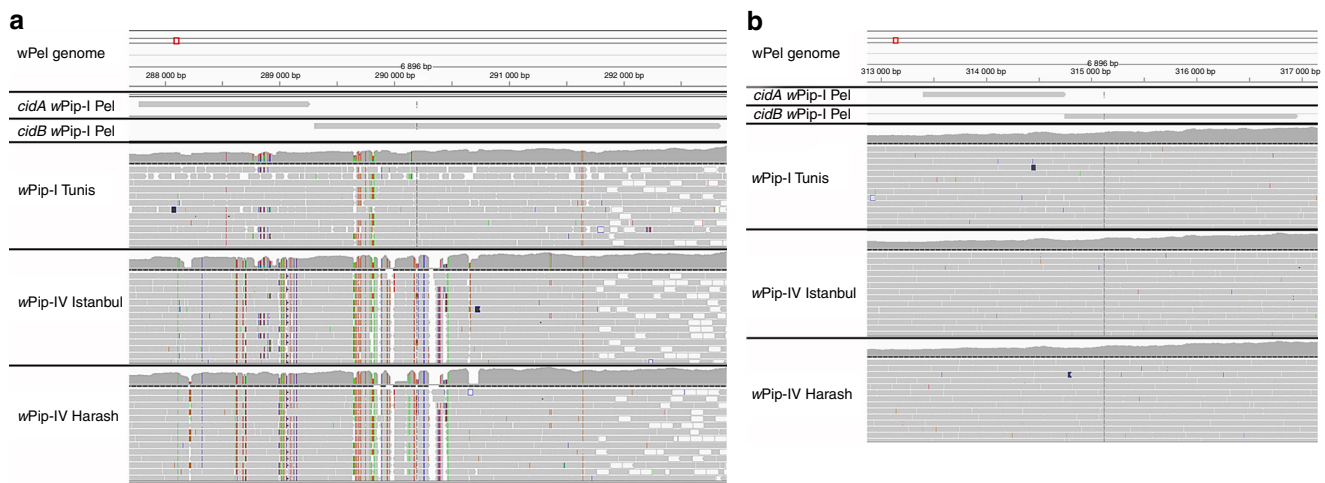 a
wPel genome
6 896 bp
288 000 bp 289 000 bp 290 000 bp 291 000 bp 292 000 bp
cidA wPip-I Pel
cidB wPip-I Pel
wPip-I Tunis
wPip-IV Istanbul
wPip-IV Harash
b
wPel genome
6 896 bp
313 000 bp 314 000 bp 315 000 bp 316 000 bp 317 000 bp
cidA wPip-I Pel
cidB wPip-I Pel
wPip-I Tunis
wPip-IV Istanbul
wPip-IV Harash